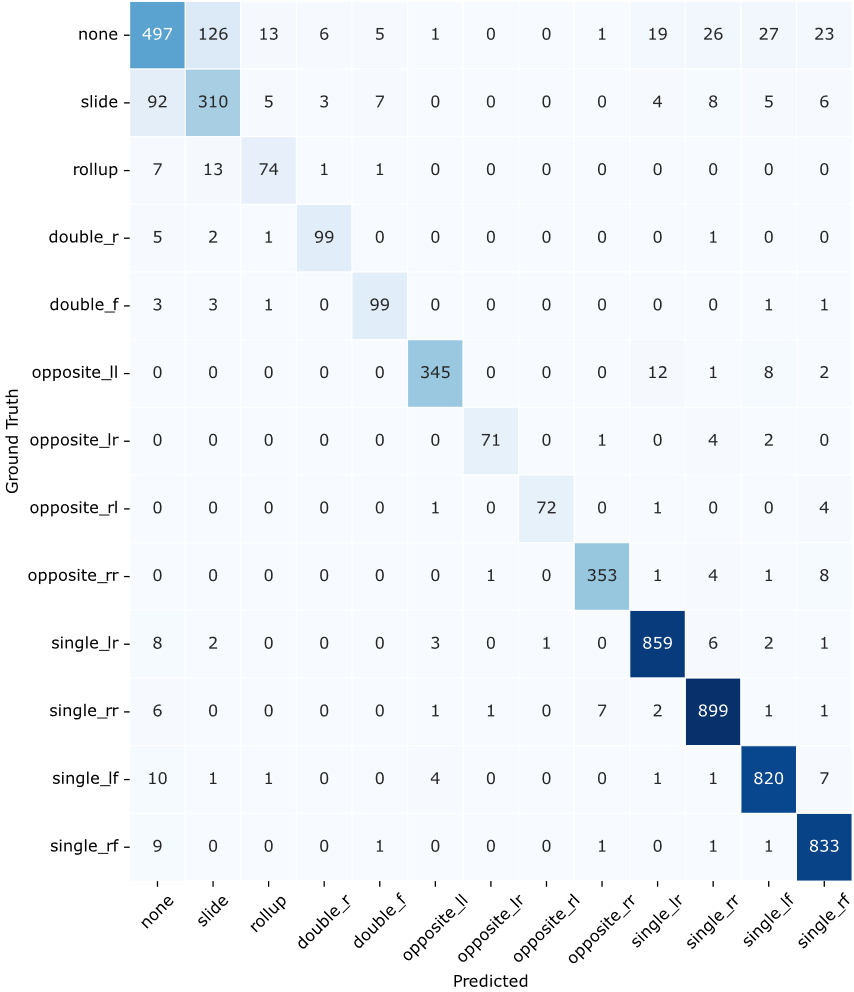 none 497 126 13 6 5 1 0 0 1 19 26 27 23
slide 92 310 5 3 7 0 0 0 0 4 8 5 6
rollup 7 13 74 1 1 0 0 0 0 0 0 0 0
double_r 5 2 1 99 0 0 0 0 0 0 1 0 0
double_f 3 3 1 0 99 0 0 0 0 0 0 1 1
opposite_ll 0 0 0 0 0 345 0 0 0 12 1 8 2
opposite_lr 0 0 0 0 0 0 71 0 1 0 4 2 0
opposite_rl 0 0 0 0 0 1 0 72 0 1 0 0 4
opposite_rr 0 0 0 0 0 0 1 0 353 1 4 1 8
single_lr 8 2 0 0 0 3 0 1 0 859 6 2 1
single_rr 6 0 0 0 0 1 1 0 7 2 899 1 1
single_lf 10 1 1 0 0 4 0 0 0 1 1 820 7
single_rf 9 0 0 0 1 0 0 0 1 0 1 1 833
Ground Truth
none slide rollup double_r double_f opposite_ll opposite_lr opposite_rl opposite_rr single_lr single_rr single_lf single_rf
Predicted